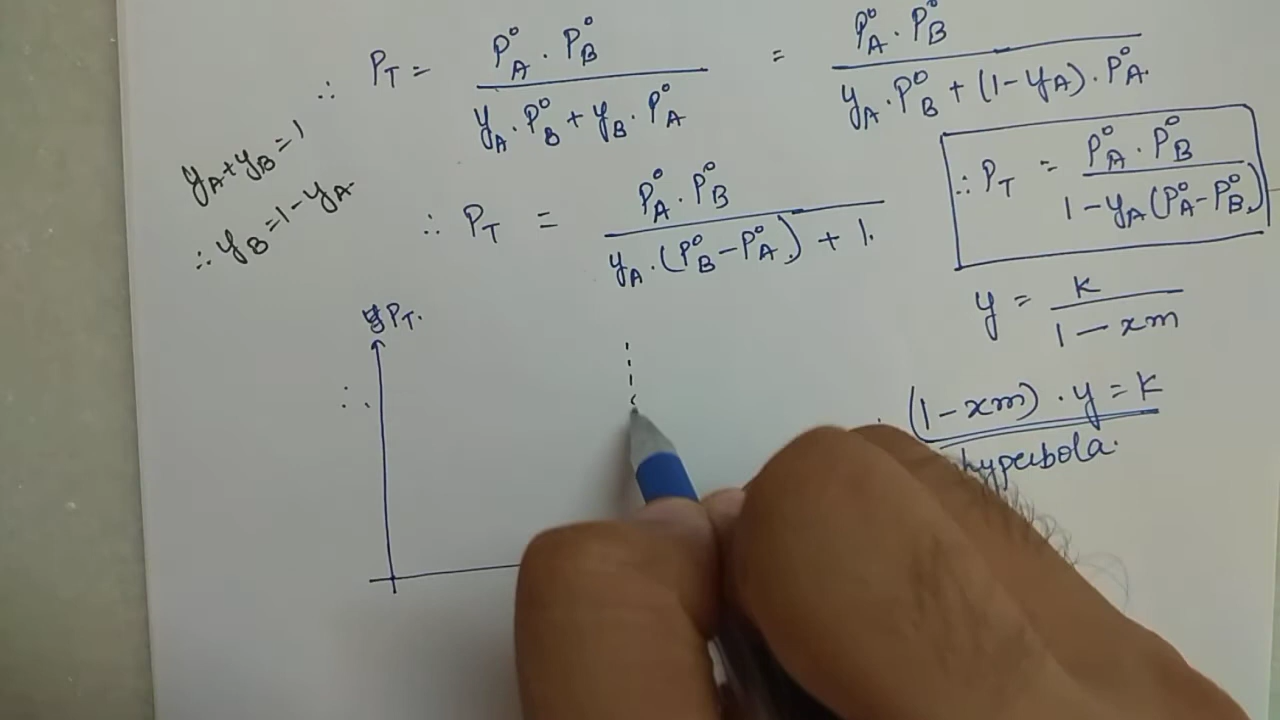 ∴ P_T = P°_A · P°_B / y_A · P°_B + y_B · P°_A = P°_A · P°_B / y_A · P°_B + (1 - y_A) · P°_A.
y_A + y_B = 1
∴ y_B = 1 - y_A.
∴ P_T = P°_A · P°_B / y_A · (P°_B - P°_A) + 1.
∴ P_T = P°_A · P°_B / 1 - y_A (P°_A - P°_B)
y = K / 1 - xm
(1 - xm) · y = K
hyperbola.
P_T.
∴